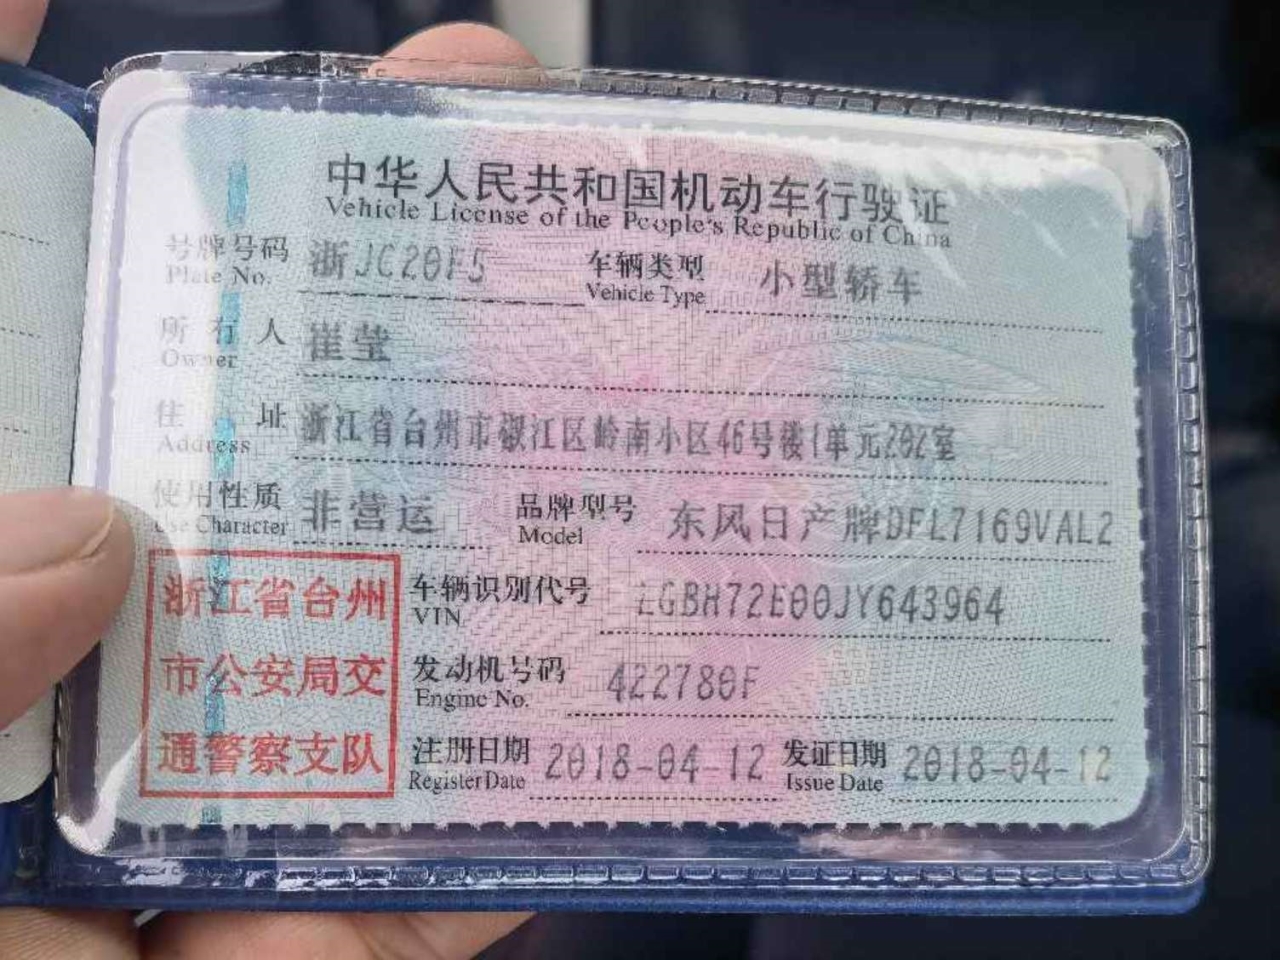 中华人民共和国机动车行驶证
Vehicle License of the People's Republic of China
号牌号码 浙JC20F5 车辆类型 小型轿车
Plate No. Vehicle Type
所有人 崔莹
Owner
住址 浙江省台州市椒江区岭南小区46号楼1单元202室
Address
使用性质 非营运 品牌型号 东风日产牌DFL7169VAL2
Use Character Model
浙江省台州 车辆识别代号 LGBH72E00JY643964
VIN
市公安局交 发动机号码 422780F
Engine No.
通警察支队 注册日期 2018-04-12 发证日期 2018-04-12
Register Date Issue Date